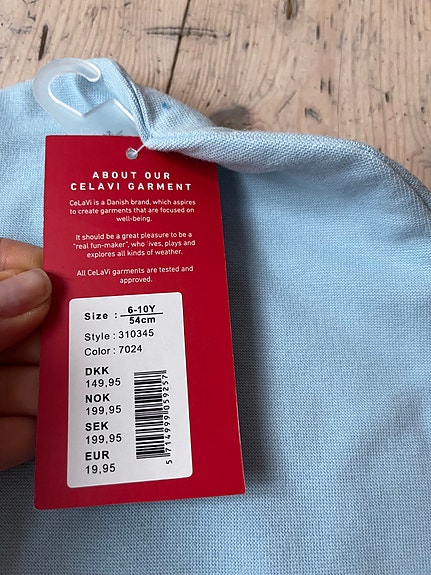 ABOUT OUR
CELAVI GARMENT
CeLaVi is a Danish brand, which aspires
to create garments that are focused on
well-being.
It should be a great pleasure to be a
"real fun-maker", who lives, plays and
explores all kinds of weather.
All CeLaVi garments are tested and
approved.
Size : 6-10Y
54cm
Style : 310345
Color : 7024
DKK
149,95
NOK
199,95
SEK
199,95
EUR
19,95
5714999059257